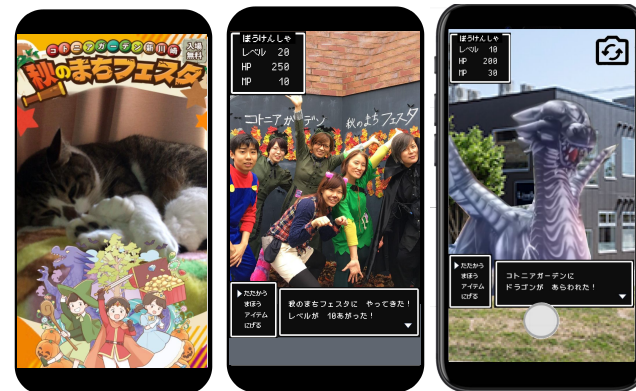 コトニアガーデン新川崎
入場
無料
秋のまちフェスタ
ぼうけんしゃ
レベル 20
HP 250
MP 10
コトニアガーデン 秋のまちフェスタ
▶たたかう
まほう
アイテム
にげる
秋のまちフェスタに やってきた!
レベルが 10あがった!
ぼうけんしゃ
レベル 10
HP 200
MP 30
▶たたかう
まほう
アイテム
にげる
コトニアガーデンに
ドラゴンが あらわれた!